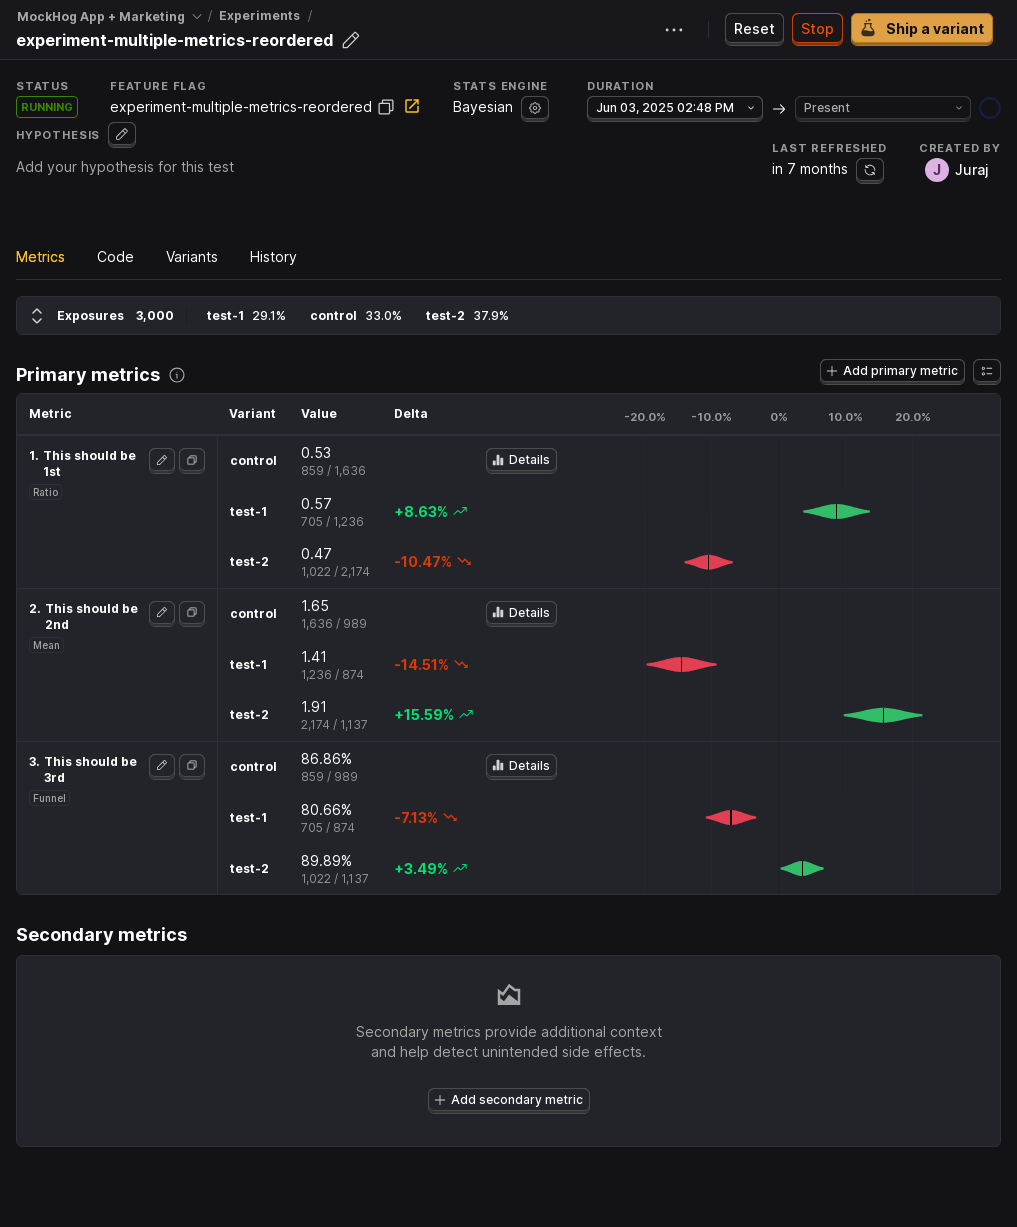 MockHog App + Marketing / Experiments /
experiment-multiple-metrics-reordered
Reset
Stop
Ship a variant
STATUS
RUNNING
FEATURE FLAG
experiment-multiple-metrics-reordered
STATS ENGINE
Bayesian
DURATION
Jun 03, 2025 02:48 PM
Present
HYPOTHESIS
Add your hypothesis for this test
LAST REFRESHED
in 7 months
CREATED BY
J Juraj
Metrics Code Variants History
Exposures 3,000 test-1 29.1% control 33.0% test-2 37.9%
Primary metrics
Add primary metric
Metric Variant Value Delta -20.0% -10.0% 0% 10.0% 20.0%
1. This should be
1st
Ratio
control 0.53 Details
859 / 1,636
test-1 0.57 +8.63%
705 / 1,236
test-2 0.47 -10.47%
1,022 / 2,174
2. This should be
2nd
Mean
control 1.65 Details
1,636 / 989
test-1 1.41 -14.51%
1,236 / 874
test-2 1.91 +15.59%
2,174 / 1,137
3. This should be
3rd
Funnel
control 86.86% Details
859 / 989
test-1 80.66% -7.13%
705 / 874
test-2 89.89% +3.49%
1,022 / 1,137
Secondary metrics
Secondary metrics provide additional context
and help detect unintended side effects.
Add secondary metric